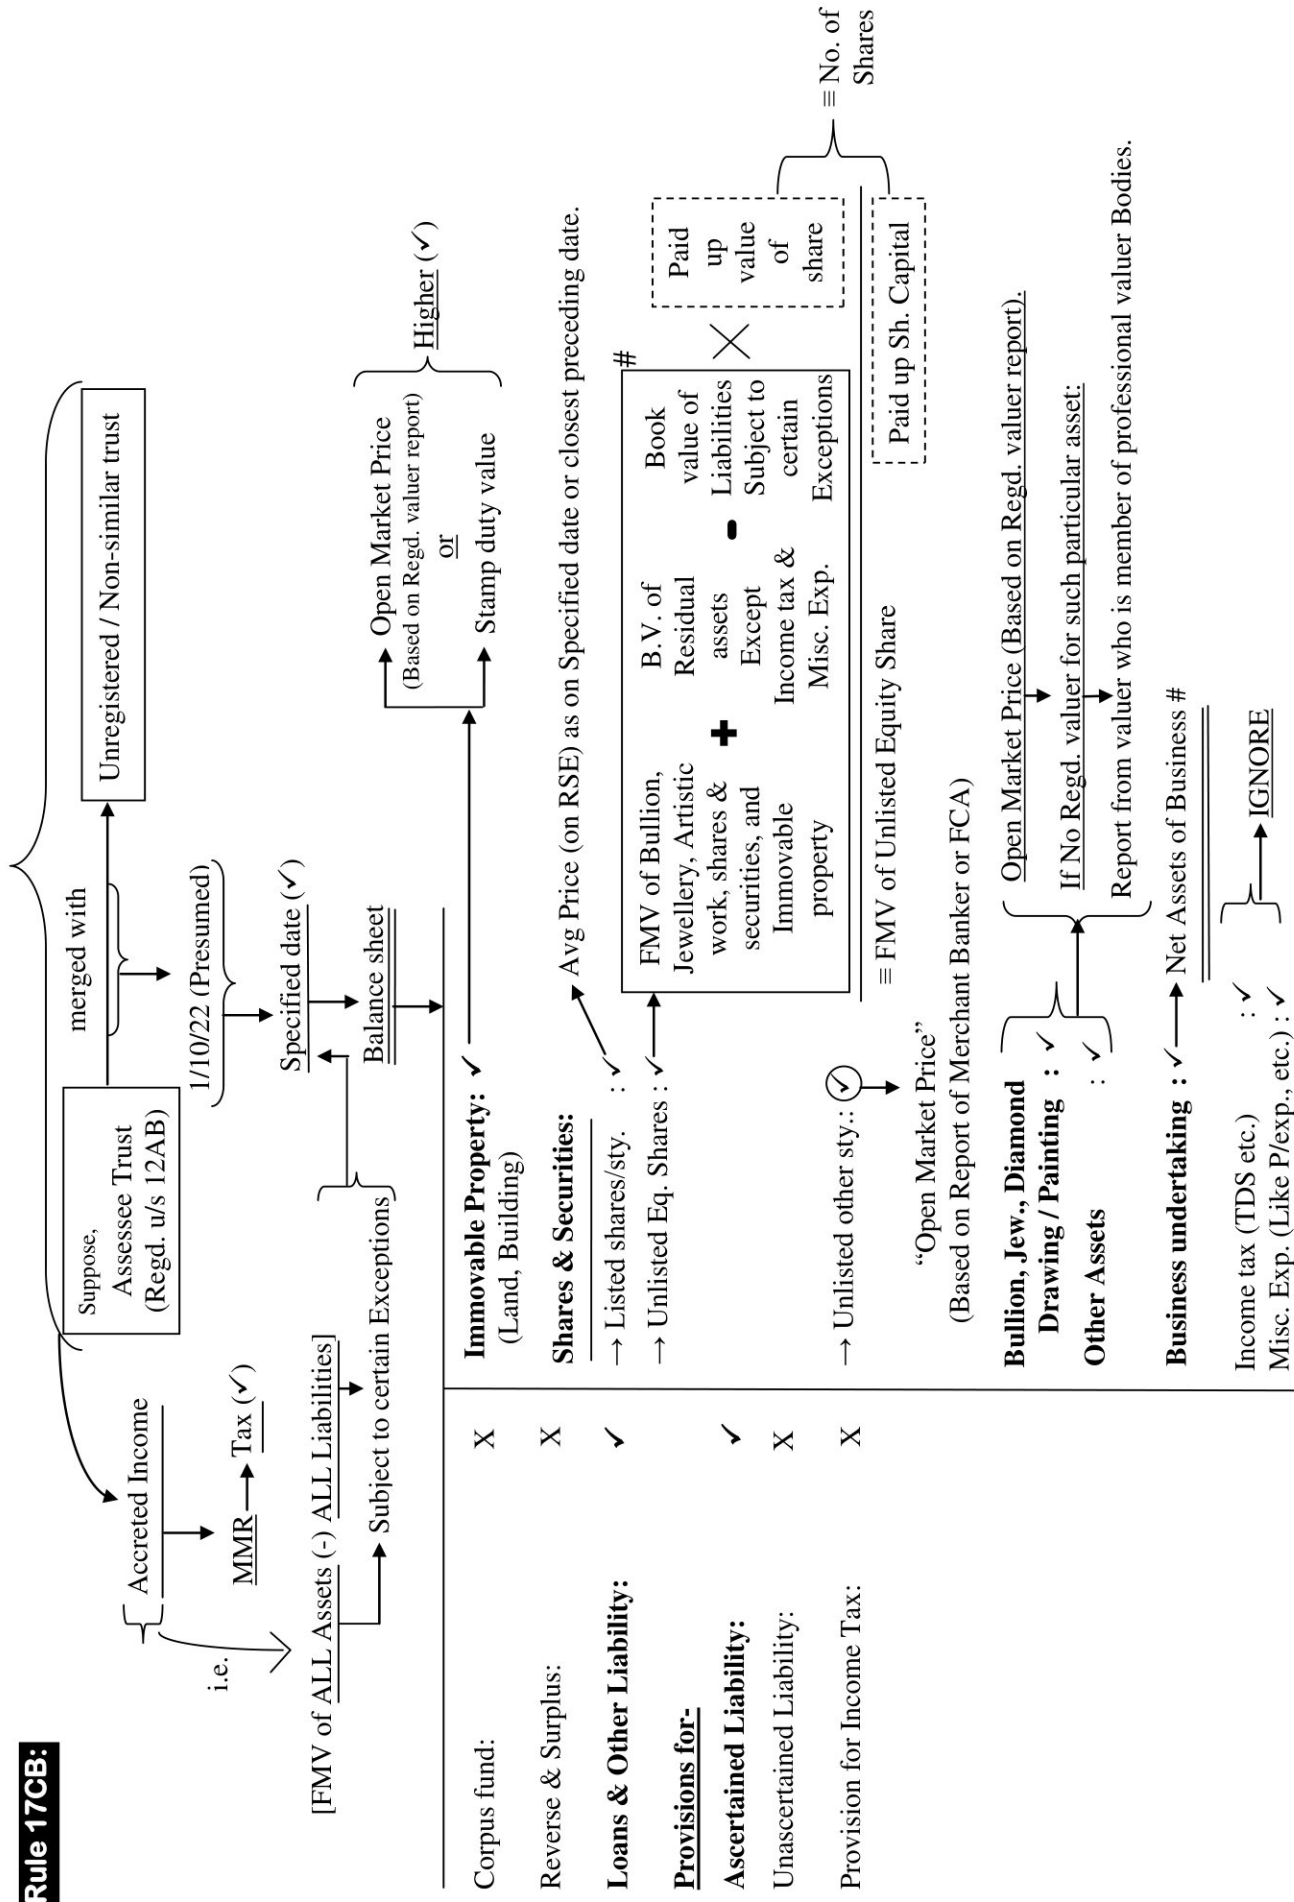 Rule 17CB:
Suppose,
Assessee Trust
(Regd. u/s 12AB)
merged with
Unregistered / Non-similar trust
1/10/22 (Presumed)
Specified date (✓)
Balance sheet
Accreted Income
MMR → Tax (✓)
i.e.
[FMV of ALL Assets (-) ALL Liabilities]
Subject to certain Exceptions
Corpus fund: X
Reverse & Surplus: X
Loans & Other Liability: ✓
Provisions for-
Ascertained Liability: ✓
Unascertained Liability: X
Provision for Income Tax: X
Immovable Property: ✓
(Land, Building)
Open Market Price
(Based on Regd. valuer report)
or
Stamp duty value
Higher (✓)
Shares & Securities:
→ Listed shares/sty. : ✓
Avg Price (on RSE) as on Specified date or closest preceding date.
→ Unlisted Eq. Shares : ✓
#
FMV of Bullion,
Jewellery, Artistic
work, shares &
securities, and
Immovable
property
+
B.V. of
Residual
assets
Except
Income tax &
Misc. Exp.
-
Book
value of
Liabilities
Subject to
certain
Exceptions
×
Paid
up
value
of
share
Paid up Sh. Capital
≡ No. of
Shares
≡ FMV of Unlisted Equity Share
→ Unlisted other sty.: ✓
“Open Market Price”
(Based on Report of Merchant Banker or FCA)
Bullion, Jew., Diamond
Drawing / Painting : ✓
Other Assets : ✓
Open Market Price (Based on Regd. valuer report).
If No Regd. valuer for such particular asset:
Report from valuer who is member of professional valuer Bodies.
Business undertaking : ✓ → Net Assets of Business #
Income tax (TDS etc.) : ✓
Misc. Exp. (Like P/exp., etc.) : ✓
IGNORE